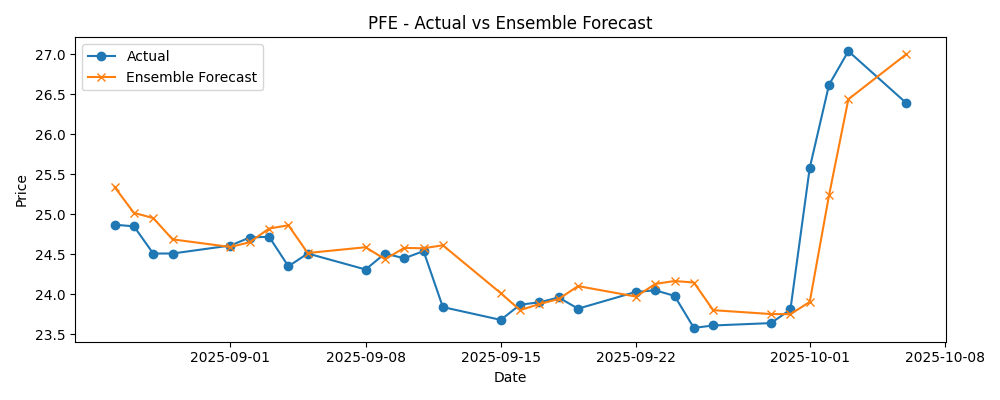 PFE - Actual vs Ensemble Forecast
Actual
Ensemble Forecast
Price
27.0
26.5
26.0
25.5
25.0
24.5
24.0
23.5
2025-09-01
2025-09-08
2025-09-15
2025-09-22
2025-10-01
2025-10-08
Date